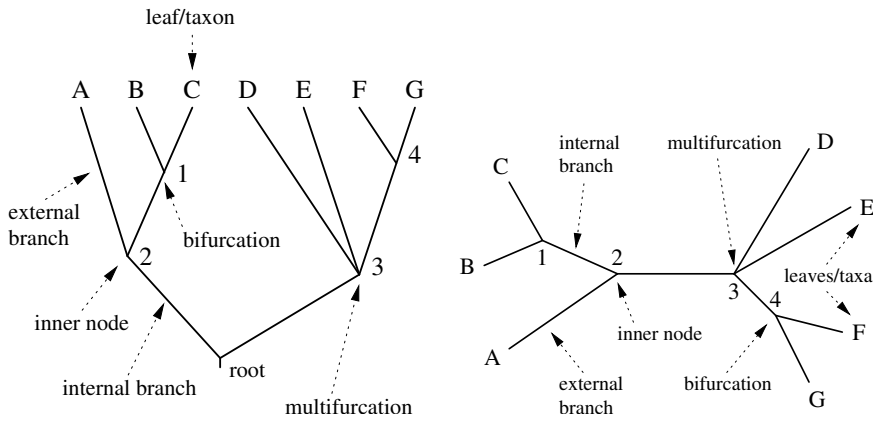 leaf/taxon
A B C D E F G
4
1
external
branch
bifurcation
2
3
inner node
root
internal branch
multifurcation
internal
branch
multifurcation
D
C
E
B
1
2
3
leaves/taxa
4
F
A
inner node
external
branch
bifurcation
G